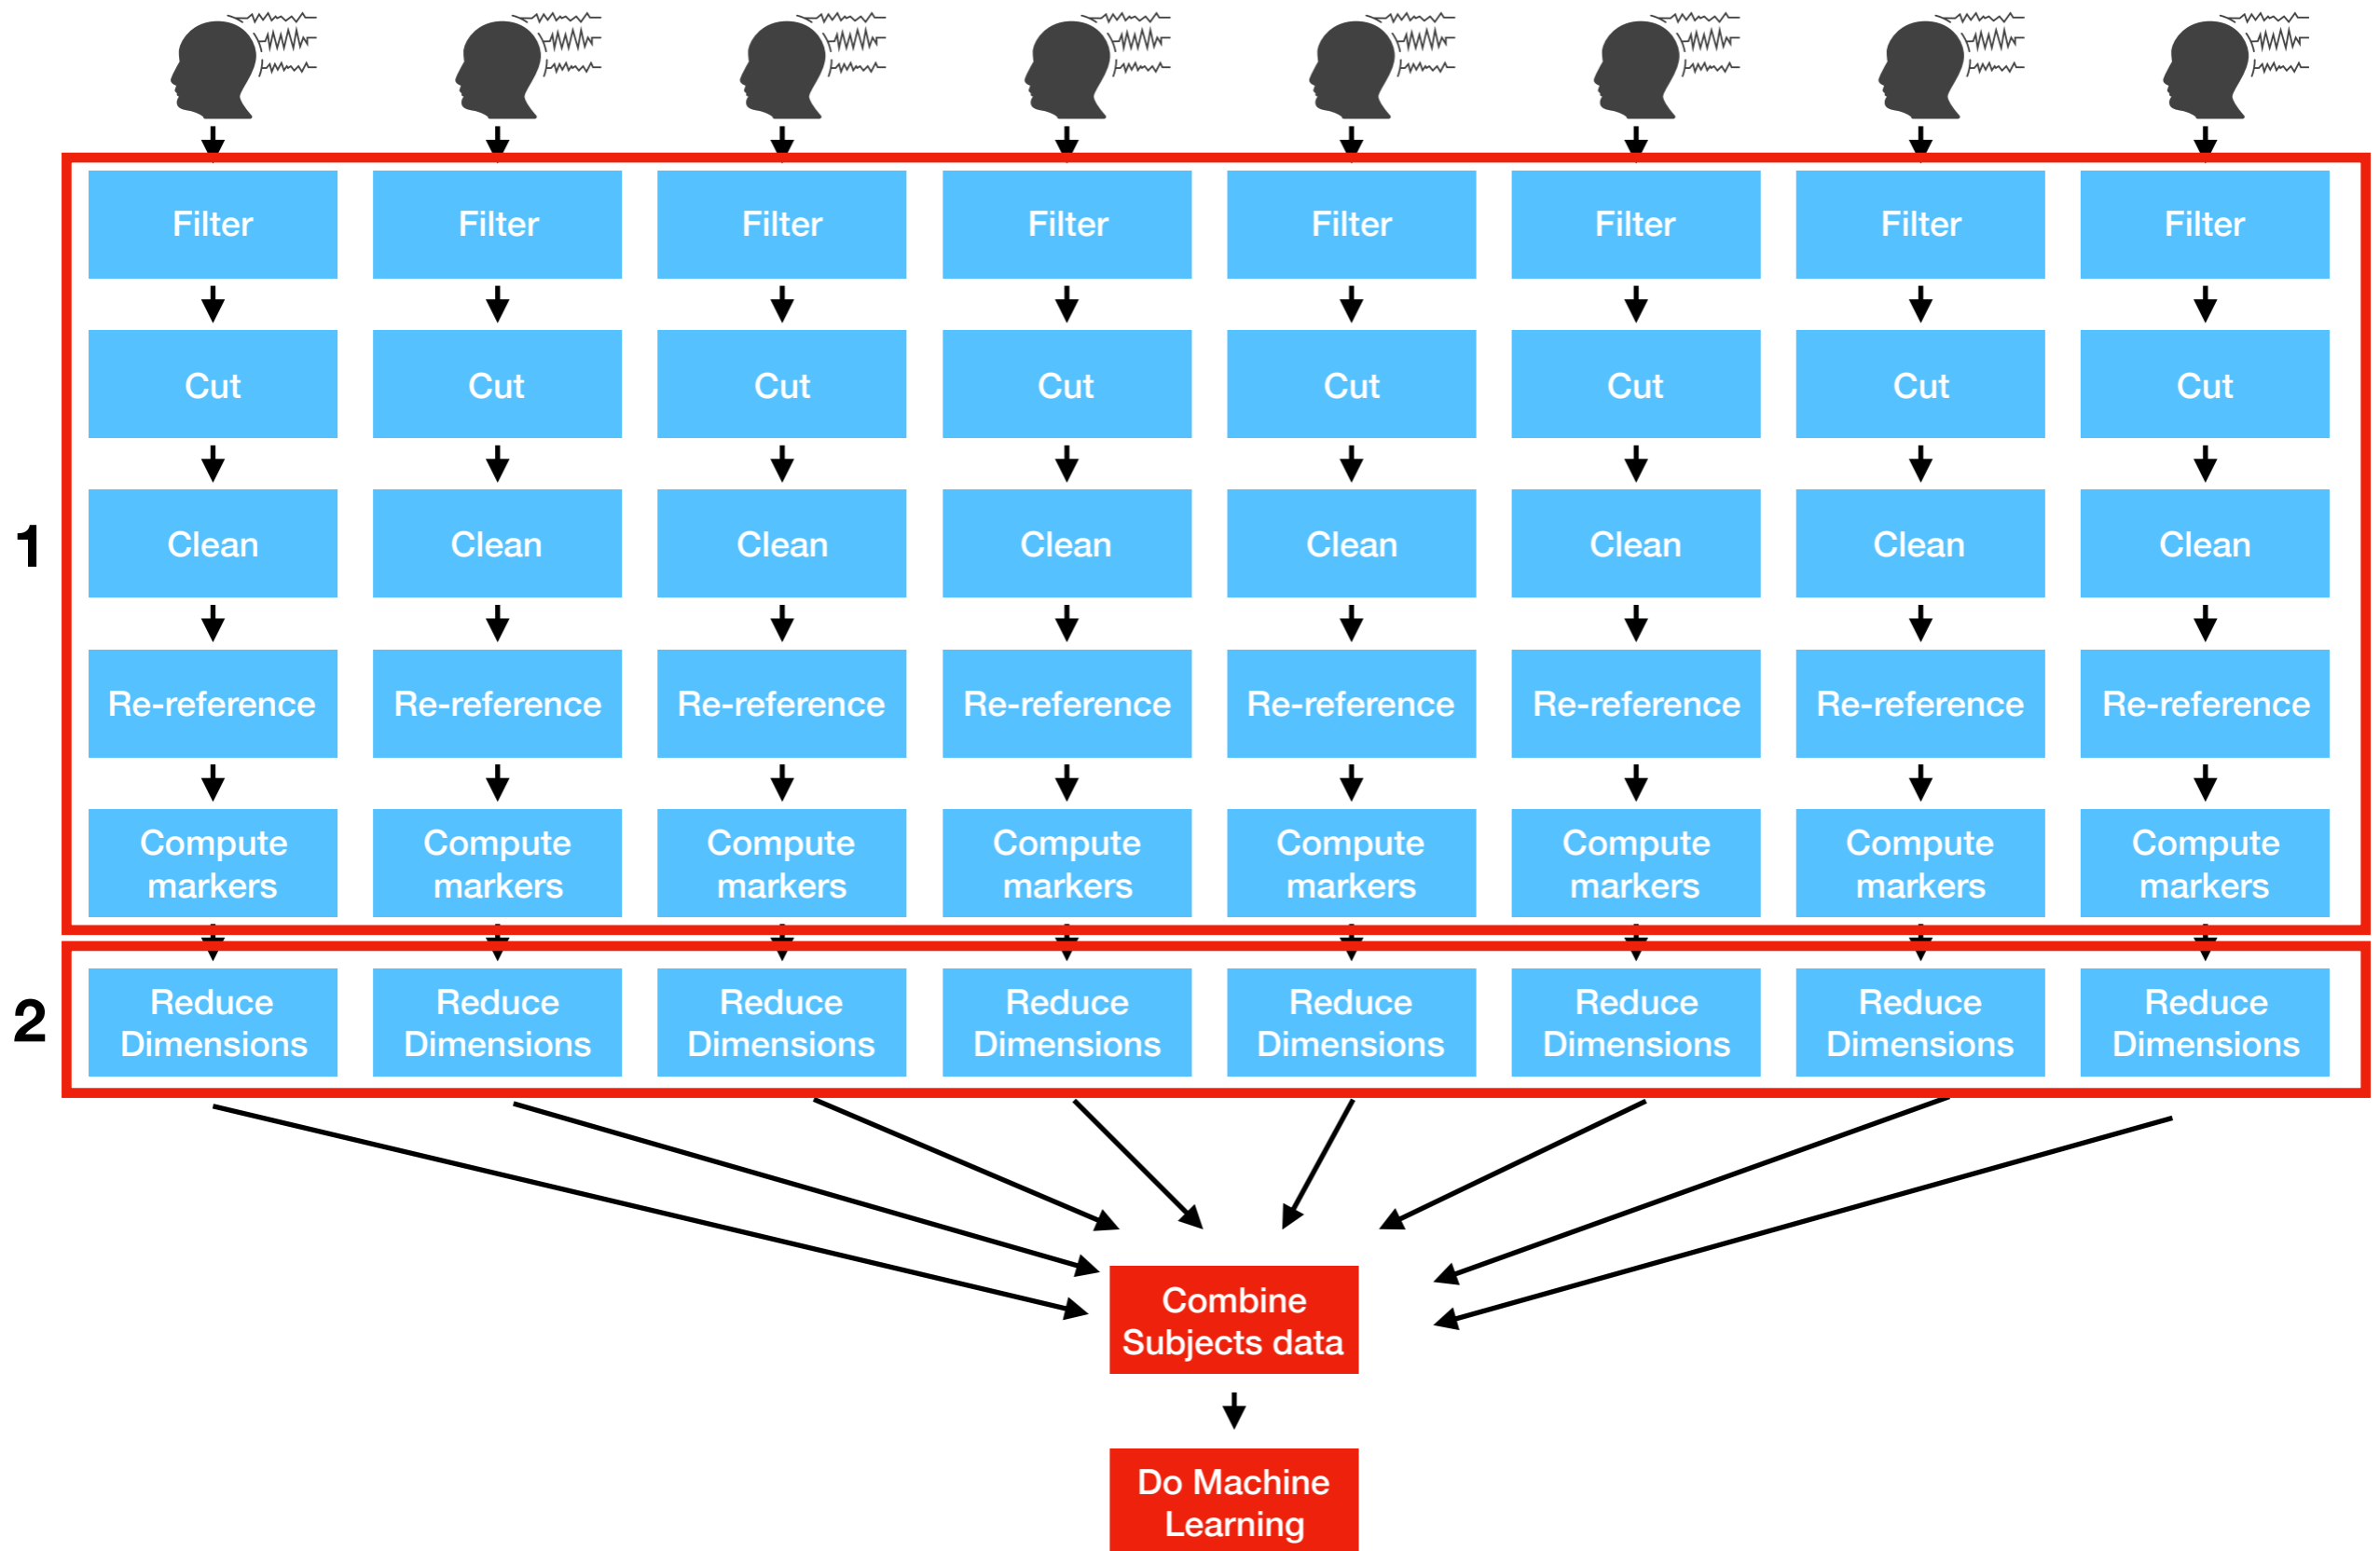 Filter Filter Filter Filter Filter Filter Filter Filter
Cut Cut Cut Cut Cut Cut Cut Cut
1
Clean Clean Clean Clean Clean Clean Clean Clean
Re-reference Re-reference Re-reference Re-reference Re-reference Re-reference Re-reference Re-reference
Compute Compute Compute Compute Compute Compute Compute Compute
markers markers markers markers markers markers markers markers
2
Reduce Reduce Reduce Reduce Reduce Reduce Reduce Reduce
Dimensions Dimensions Dimensions Dimensions Dimensions Dimensions Dimensions Dimensions
Combine
Subjects data
Do Machine
Learning